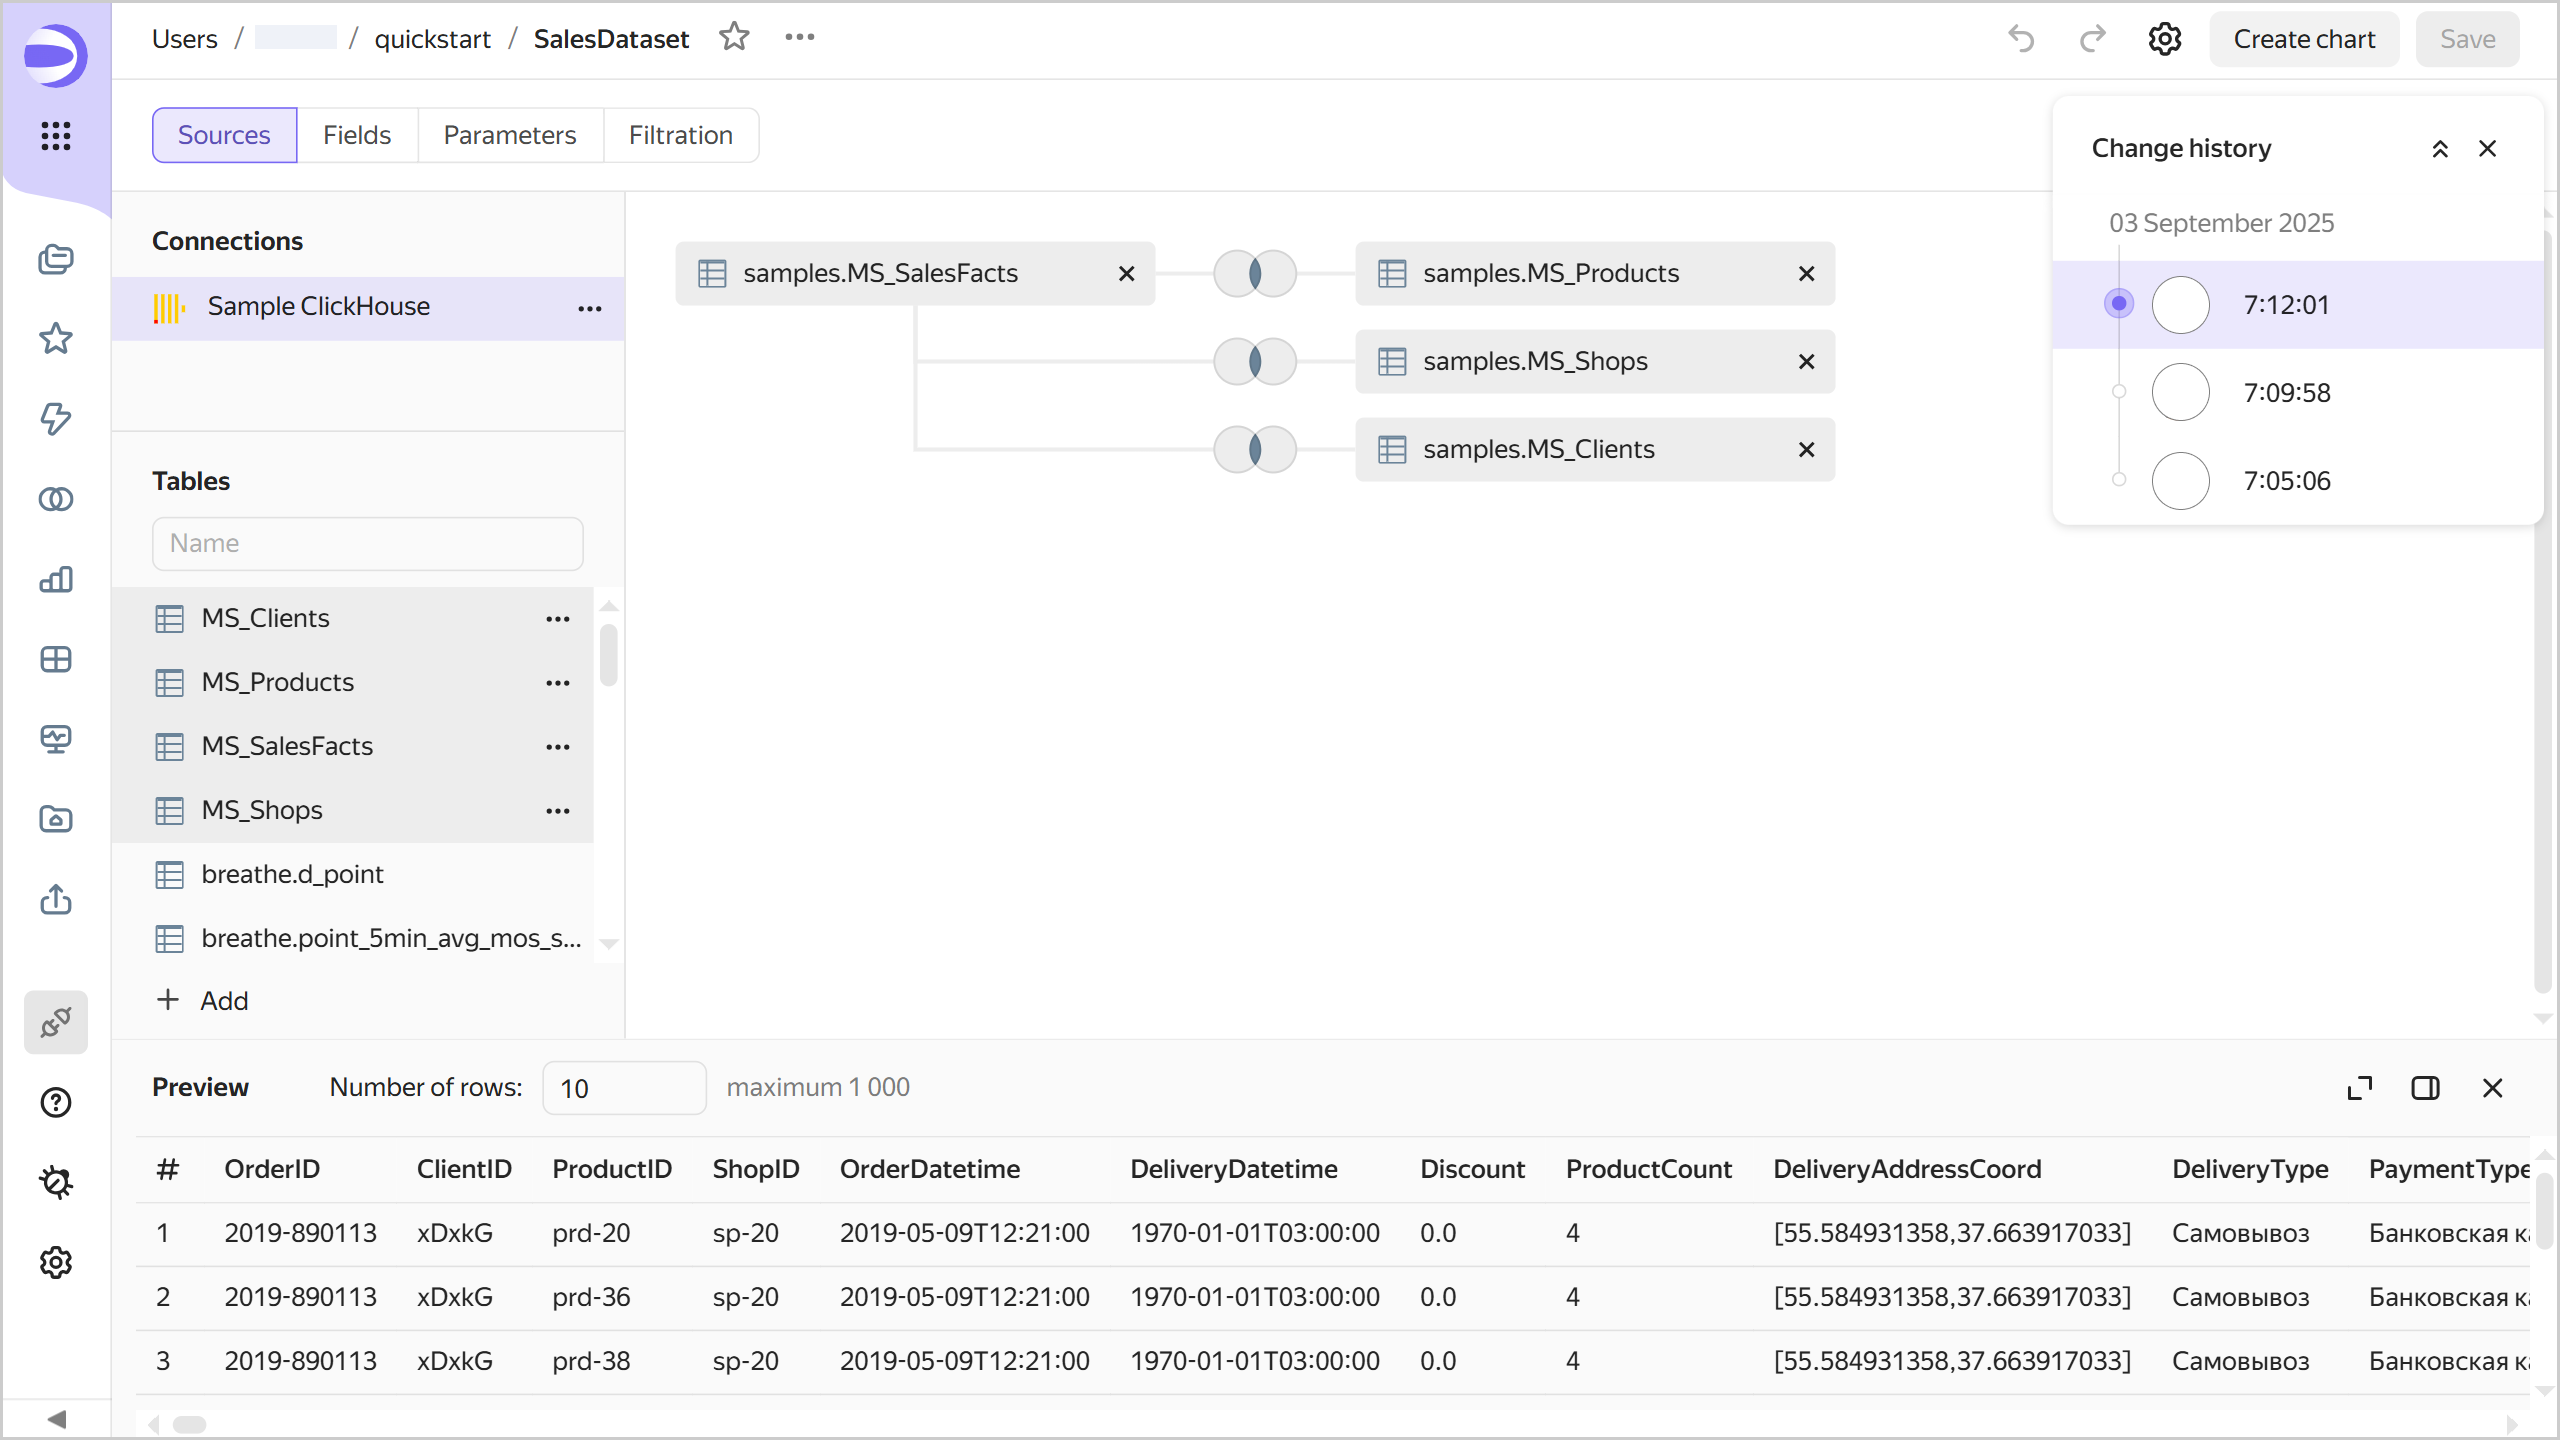 Users / / quickstart / SalesDataset
Create chart
Save
Sources
Fields
Parameters
Filtration
Change history
03 September 2025
7:12:01
7:09:58
7:05:06
Connections
Sample ClickHouse
samples.MS_SalesFacts
samples.MS_Products
samples.MS_Shops
samples.MS_Clients
Tables
Name
MS_Clients
MS_Products
MS_SalesFacts
MS_Shops
breathe.d_point
breathe.point_5min_avg_mos_s...
+ Add
Preview
Number of rows: 10 maximum 1 000
# OrderID ClientID ProductID ShopID OrderDatetime DeliveryDatetime Discount ProductCount DeliveryAddressCoord DeliveryType PaymentType
1 2019-890113 xDxkG prd-20 sp-20 2019-05-09T12:21:00 1970-01-01T03:00:00 0.0 4 [55.584931358,37.663917033] Самовывоз Банковская
2 2019-890113 xDxkG prd-36 sp-20 2019-05-09T12:21:00 1970-01-01T03:00:00 0.0 4 [55.584931358,37.663917033] Самовывоз Банковская
3 2019-890113 xDxkG prd-38 sp-20 2019-05-09T12:21:00 1970-01-01T03:00:00 0.0 4 [55.584931358,37.663917033] Самовывоз Банковская